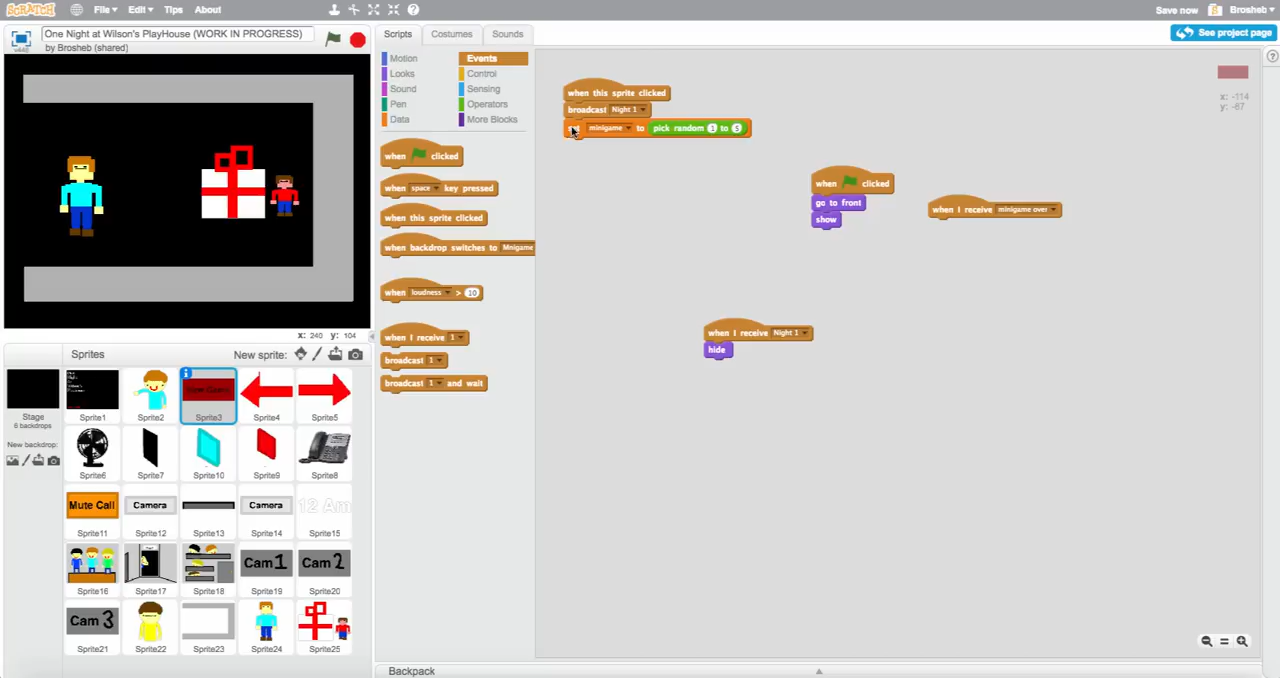 SCRATCH File Edit Tips About Save now Brosheb
One Night at Wilson's PlayHouse (WORK IN PROGRESS)
by Brosheb (shared)
See project page
Scripts Costumes Sounds
Motion Events
Looks Control
Sound Sensing
Pen Operators
Data More Blocks
when clicked
when space key pressed
when this sprite clicked
when backdrop switches to Mnigame
when loudness > 10
when I receive 1
broadcast 1
broadcast 1 and wait
when this sprite clicked
broadcast Night 1
minigame to pick random 1 to 5
when clicked
go to front
show
when I receive minigame over
when I receive Night 1
hide
x: -114
y: -87
x: 240 y: 104
Sprites New sprite:
Stage
6 backdrops
New backdrop:
Sprite1 Sprite2 Sprite3 Sprite4 Sprite5
Sprite6 Sprite7 Sprite10 Sprite9 Sprite8
Mute Call Camera Camera 12 Am
Sprite11 Sprite12 Sprite13 Sprite14 Sprite15
Cam 1 Cam 2
Sprite16 Sprite17 Sprite18 Sprite19 Sprite20
Cam 3
Sprite21 Sprite22 Sprite23 Sprite24 Sprite25
Backpack